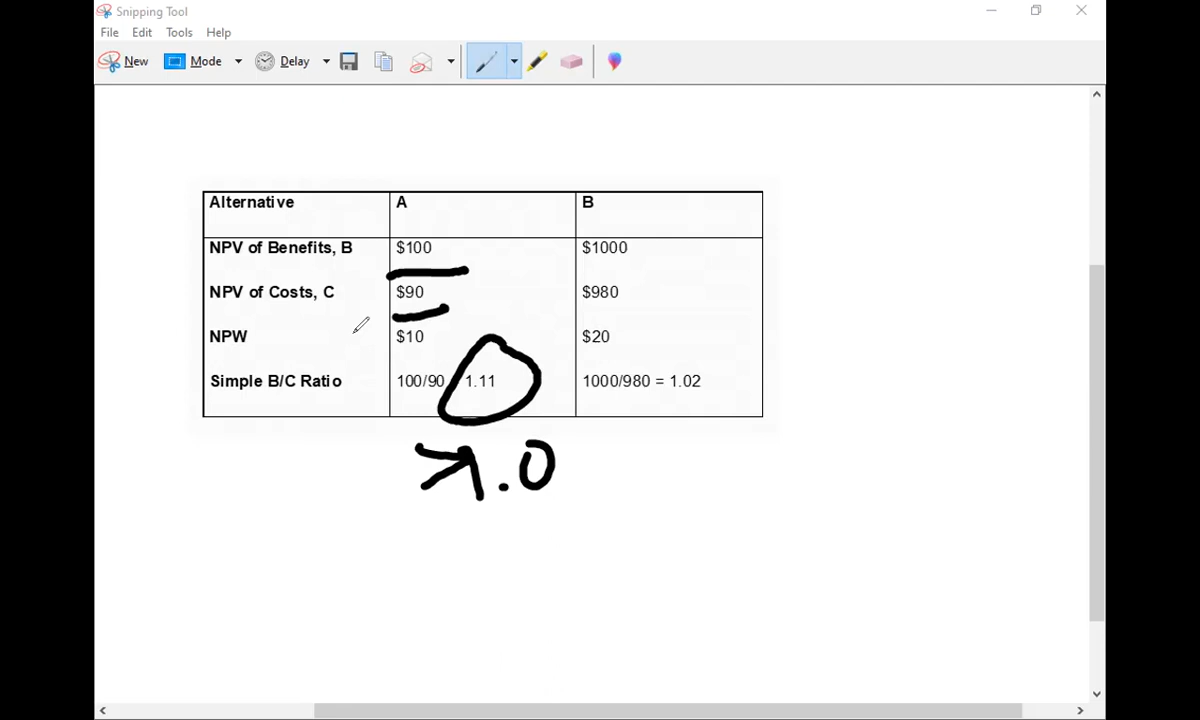 Snipping Tool
File Edit Tools Help
New Mode Delay
Alternative A B
NPV of Benefits, B $100 $1000
NPV of Costs, C $90 $980
NPW $10 $20
Simple B/C Ratio 100/90 1.11 1000/980 = 1.02
>1.0